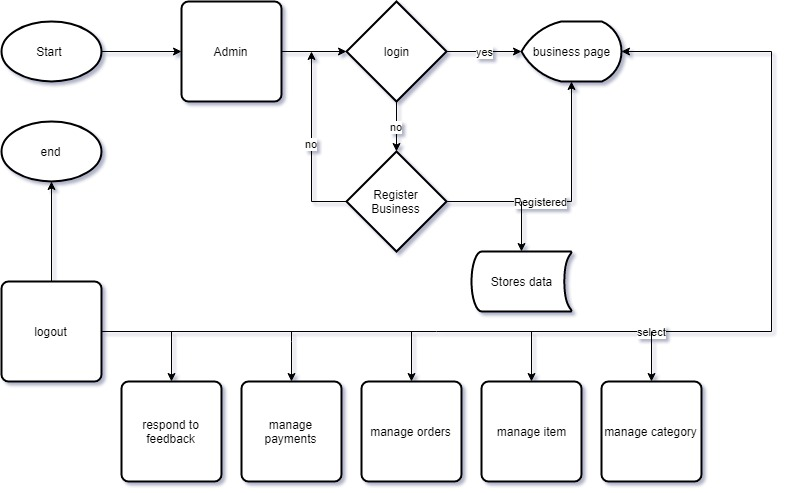 Start
Admin
login
yes
business page
no
no
end
Register
Business
Registered
Stores data
logout
select
respond to
feedback
manage
payments
manage orders
manage item
manage category